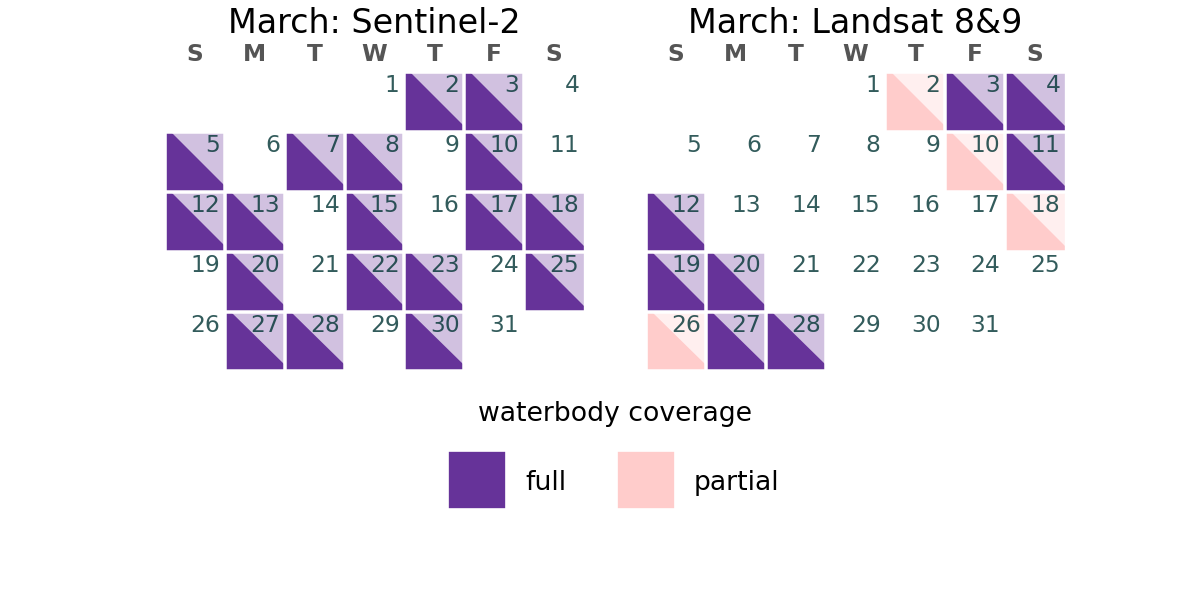 March: Sentinel-2
S M T W T F S
1 2 3 4
5 6 7 8 9 10 11
12 13 14 15 16 17 18
19 20 21 22 23 24 25
26 27 28 29 30 31
March: Landsat 8&9
S M T W T F S
1 2 3 4
5 6 7 8 9 10 11
12 13 14 15 16 17 18
19 20 21 22 23 24 25
26 27 28 29 30 31
waterbody coverage
full
partial